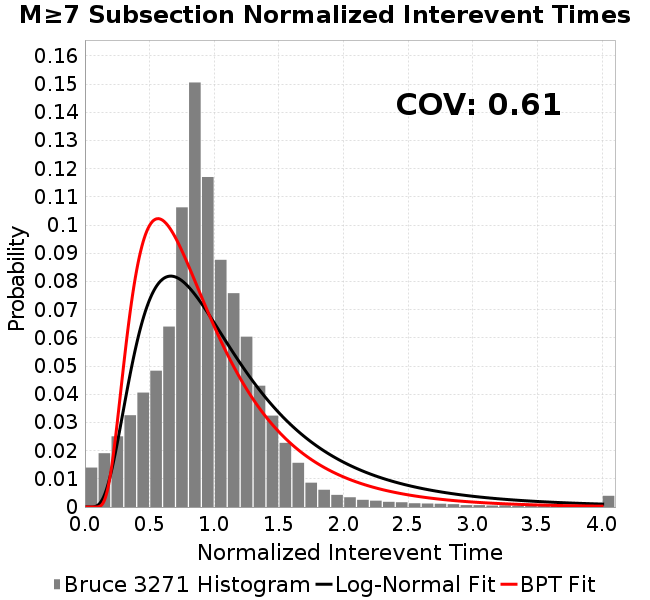 M≥7 Subsection Normalized Interevent Times
COV: 0.61
Probability
0.16
0.15
0.14
0.13
0.12
0.11
0.1
0.09
0.08
0.07
0.06
0.05
0.04
0.03
0.02
0.01
0
0.0 0.5 1.0 1.5 2.0 2.5 3.0 3.5 4.0
Normalized Interevent Time
Bruce 3271 Histogram Log-Normal Fit BPT Fit